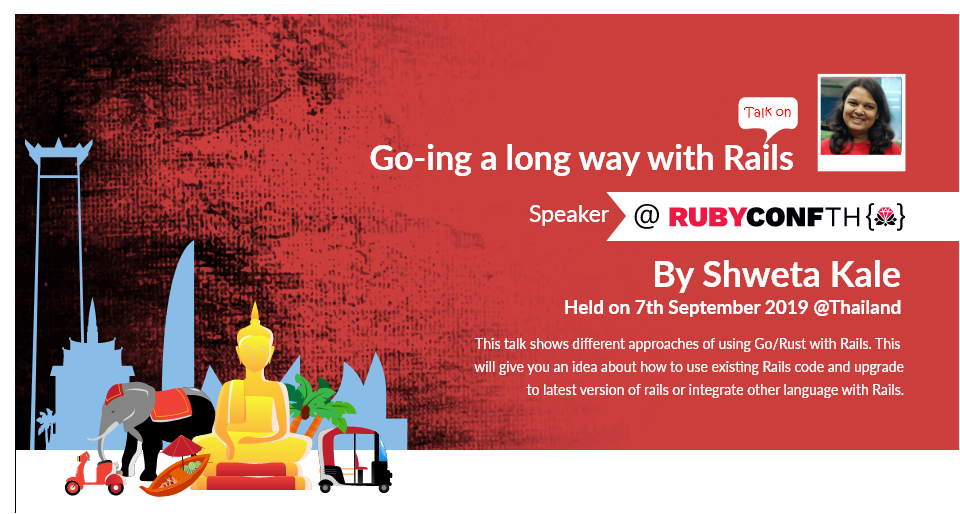 Talk on
Go-ing a long way with Rails
Speaker @ RUBYCONFTH{}
By Shweta Kale
Held on 7th September 2019 @Thailand
This talk shows different approaches of using Go/Rust with Rails. This
will give you an idea about how to use existing Rails code and upgrade
to latest version of rails or integrate other language with Rails.